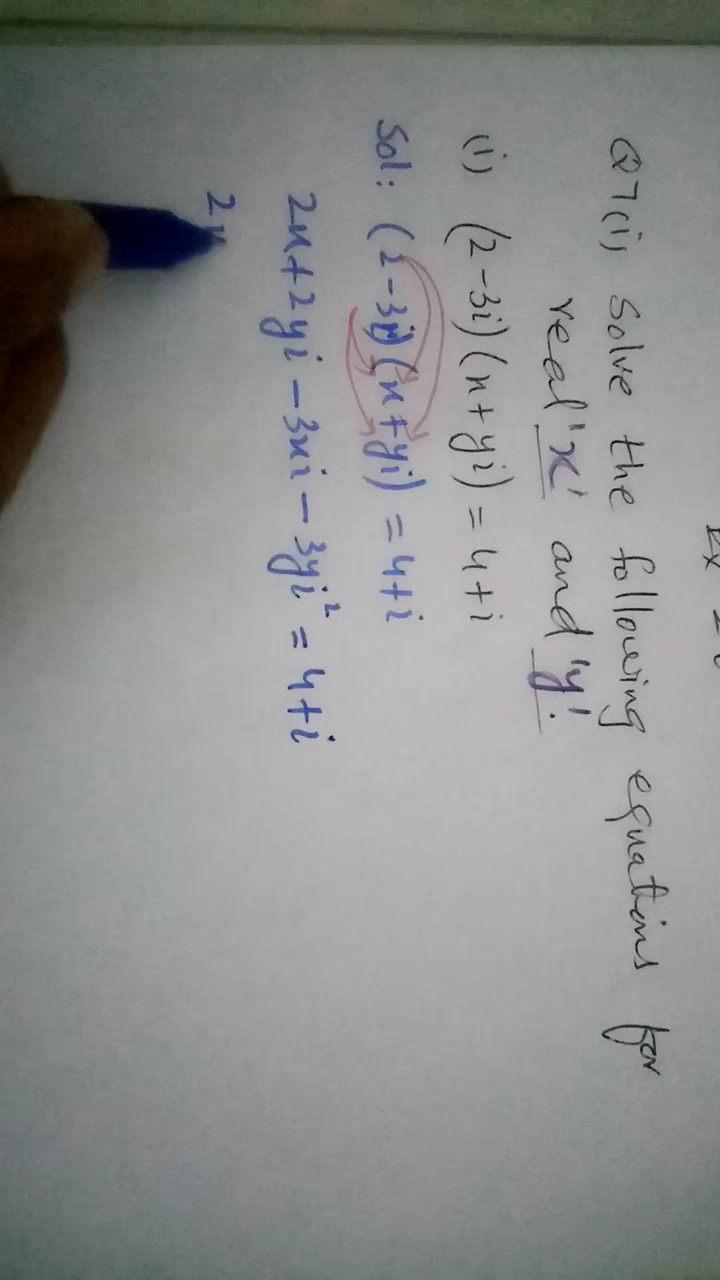 Q7(i) Solve the following equations for
real 'x' and 'y'.
(i) (2-3i)(x+yi) = 4+i
Sol: (2-3i)(x+yi) = 4+i
2x+2yi-3xi-3yi² = 4+i